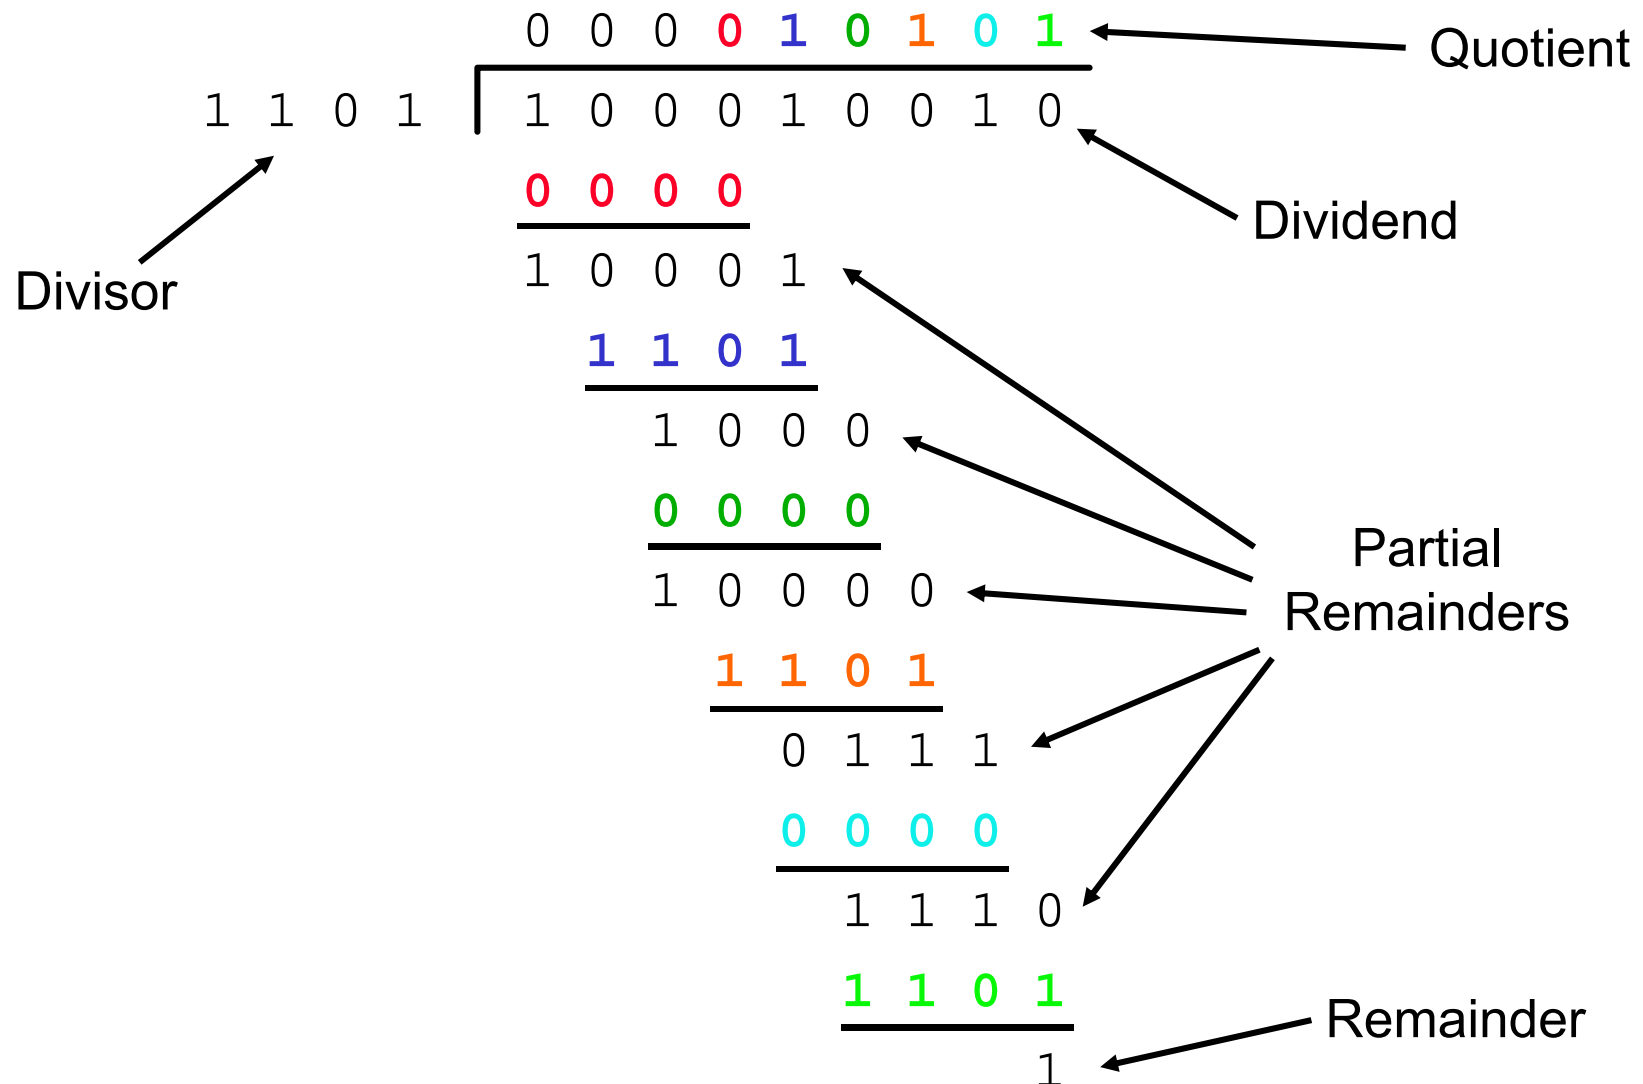 0 0 0 0 1 0 1 0 1
Quotient
1 1 0 1 1 0 0 0 1 0 0 1 0
0 0 0 0
Dividend
1 0 0 0 1
Divisor
1 1 0 1
1 0 0 0
0 0 0 0
Partial
Remainders
1 0 0 0 0
1 1 0 1
0 1 1 1
0 0 0 0
1 1 1 0
1 1 0 1
Remainder
1